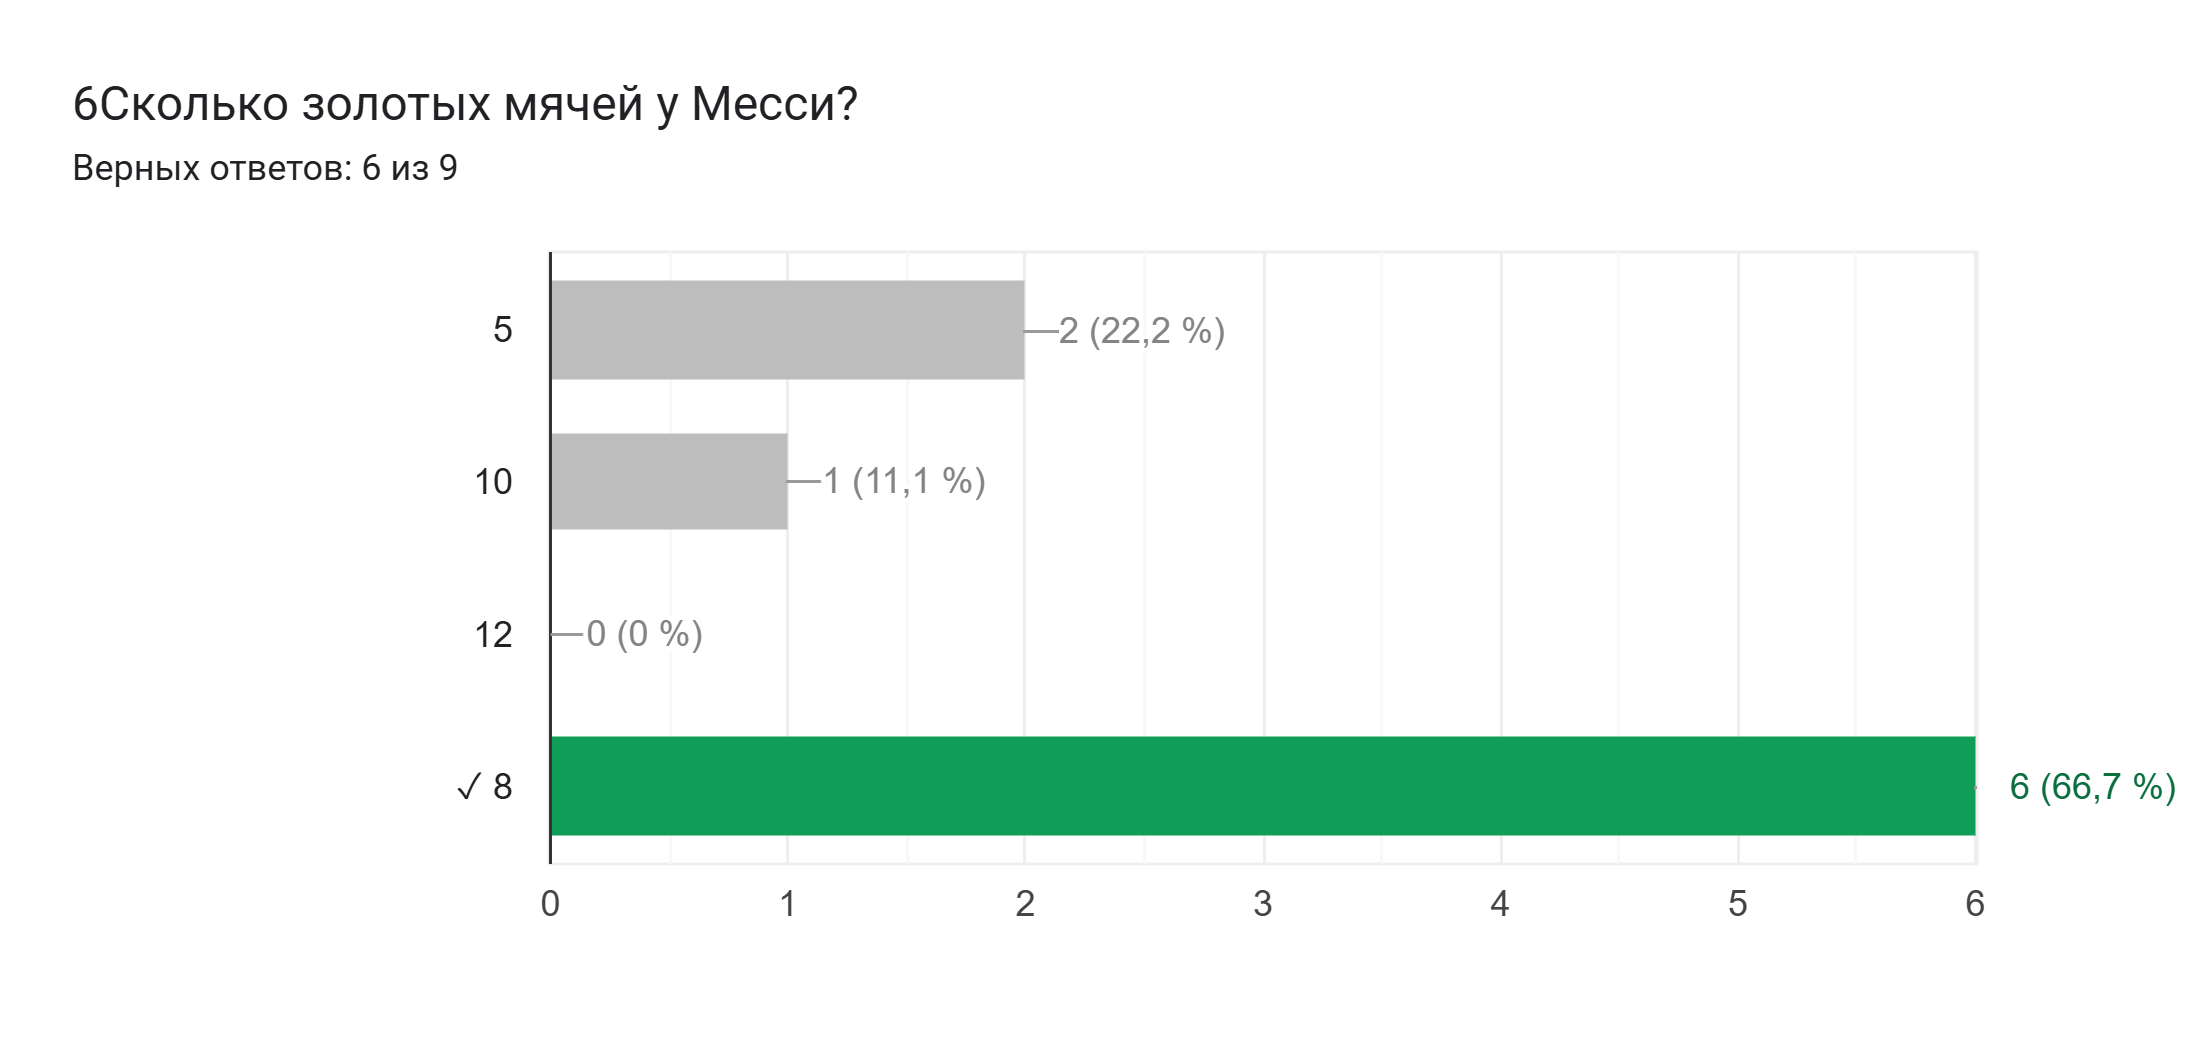 6Сколько золотых мячей у Месси?
Верных ответов: 6 из 9
5
2 (22,2 %)
10
1 (11,1 %)
12
0 (0 %)
✓ 8
6 (66,7 %)
0 1 2 3 4 5 6